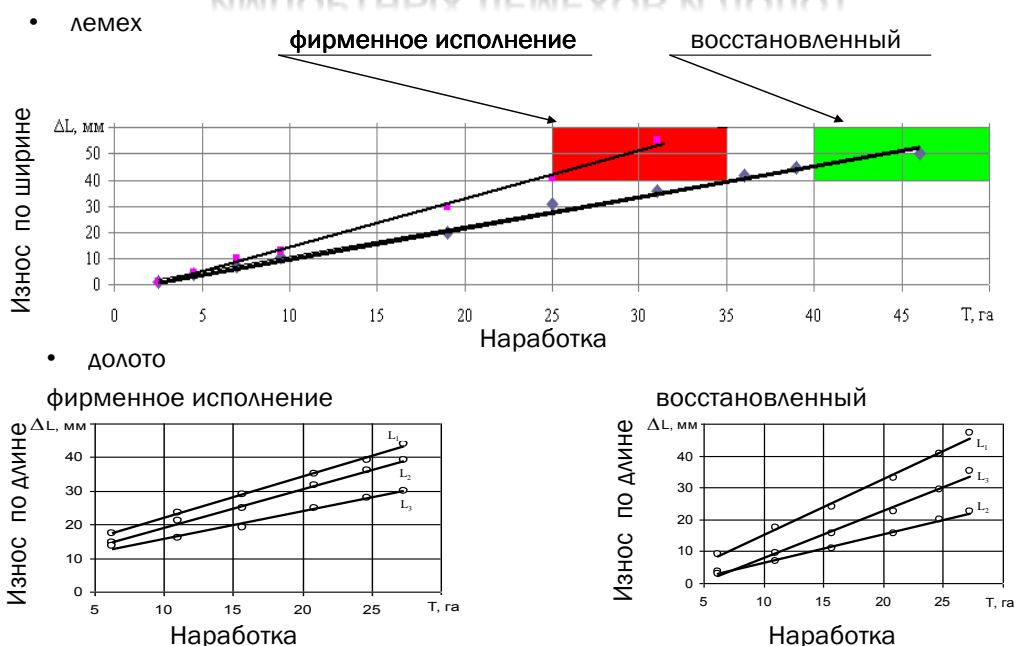 • лемех
фирменное исполнение
восстановленный
Износ по ширине
ΔL, мм
50
40
30
20
10
0
0 5 10 15 20 25 30 35 40 45 Т, га
Наработка
• долото
фирменное исполнение
Износ по длине
ΔL, мм
40
30
20
10
0
L₁
L₂
L₃
5 10 15 20 25 Т, га
Наработка
восстановленный
Износ по длине
ΔL, мм
40
30
20
10
0
L₁
L₃
L₂
5 10 15 20 25 Т, га
Наработка